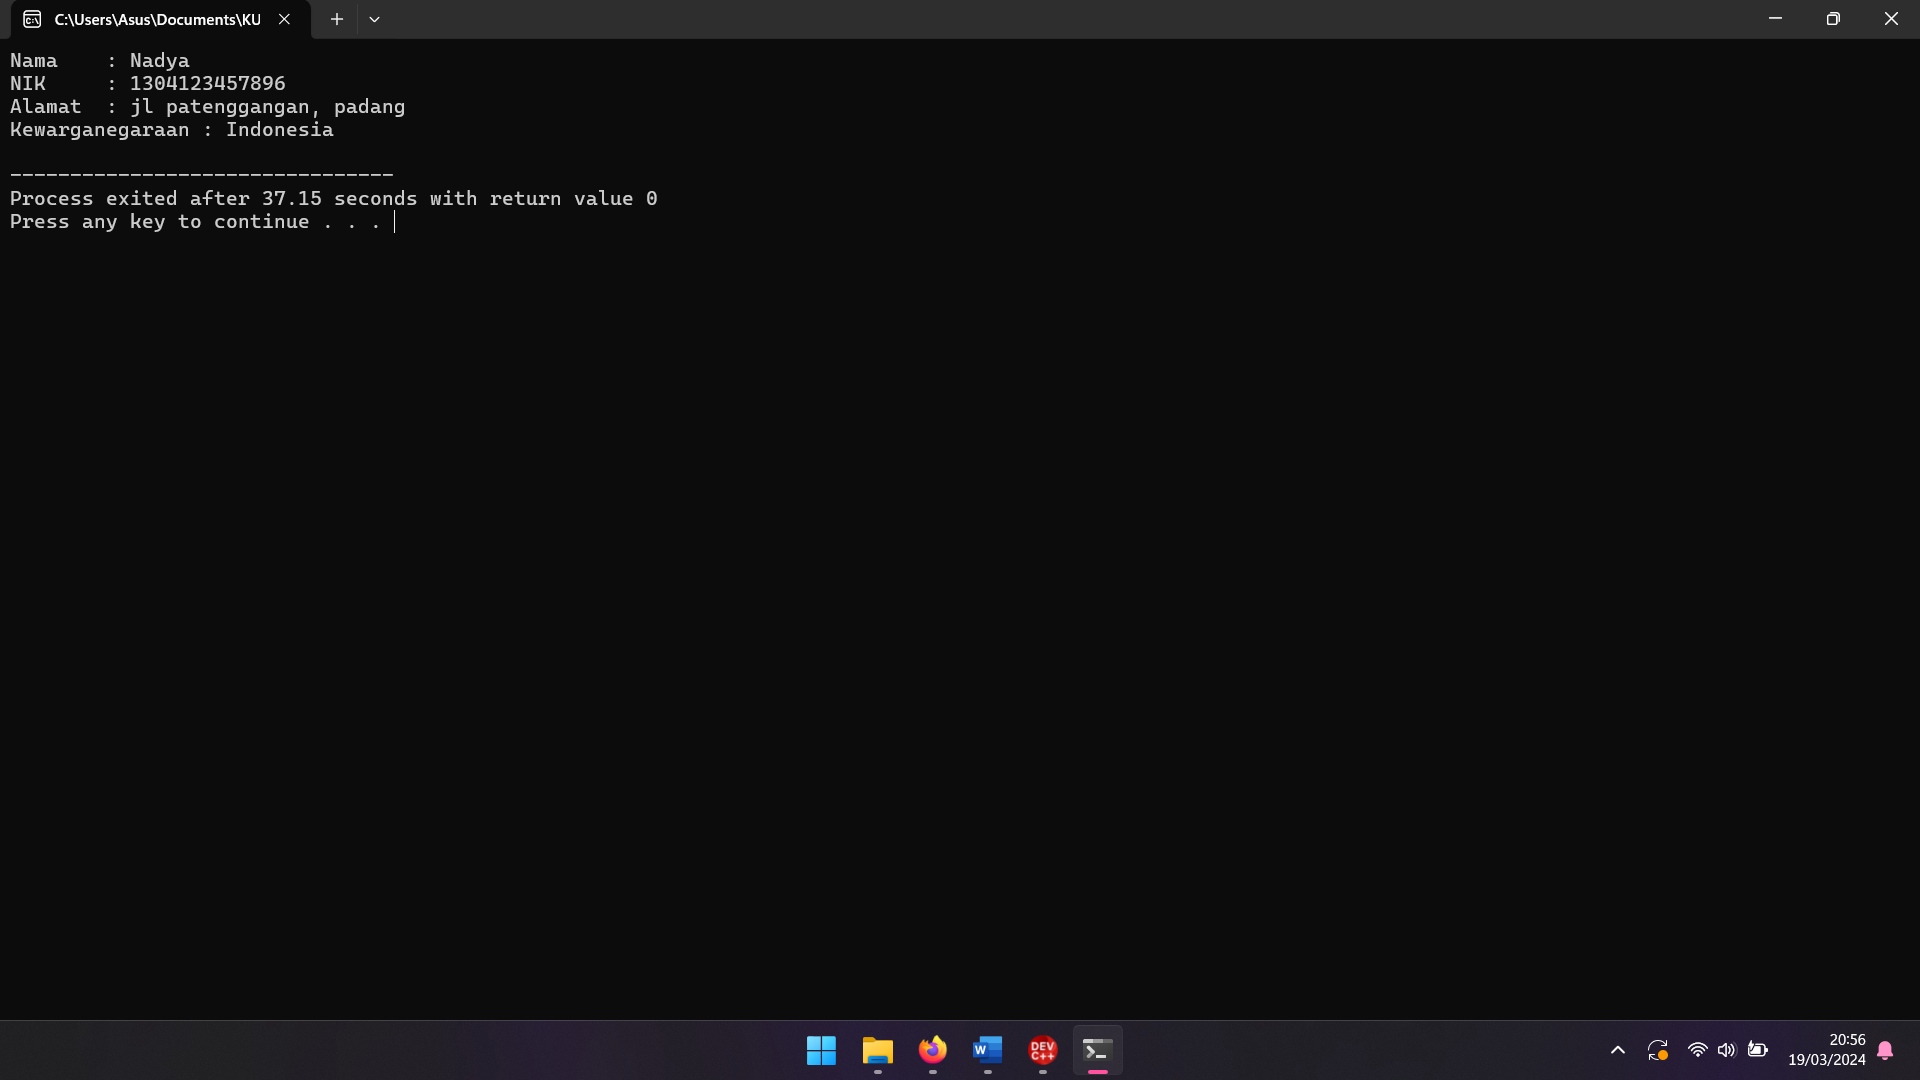 C:\Users\Asus\Documents\KU
Nama    : Nadya
NIK     : 1304123457896
Alamat  : jl patenggangan, padang
Kewarganegaraan : Indonesia
--------------------------------
Process exited after 37.15 seconds with return value 0
Press any key to continue . . .
W
DEV
C++
20:56
19/03/2024